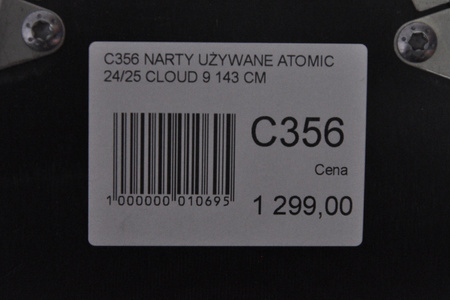 C356 NARTY UŻYWANE ATOMIC
24/25 CLOUD 9 143 CM
C356
Cena
1 000000 010695
1 299,00